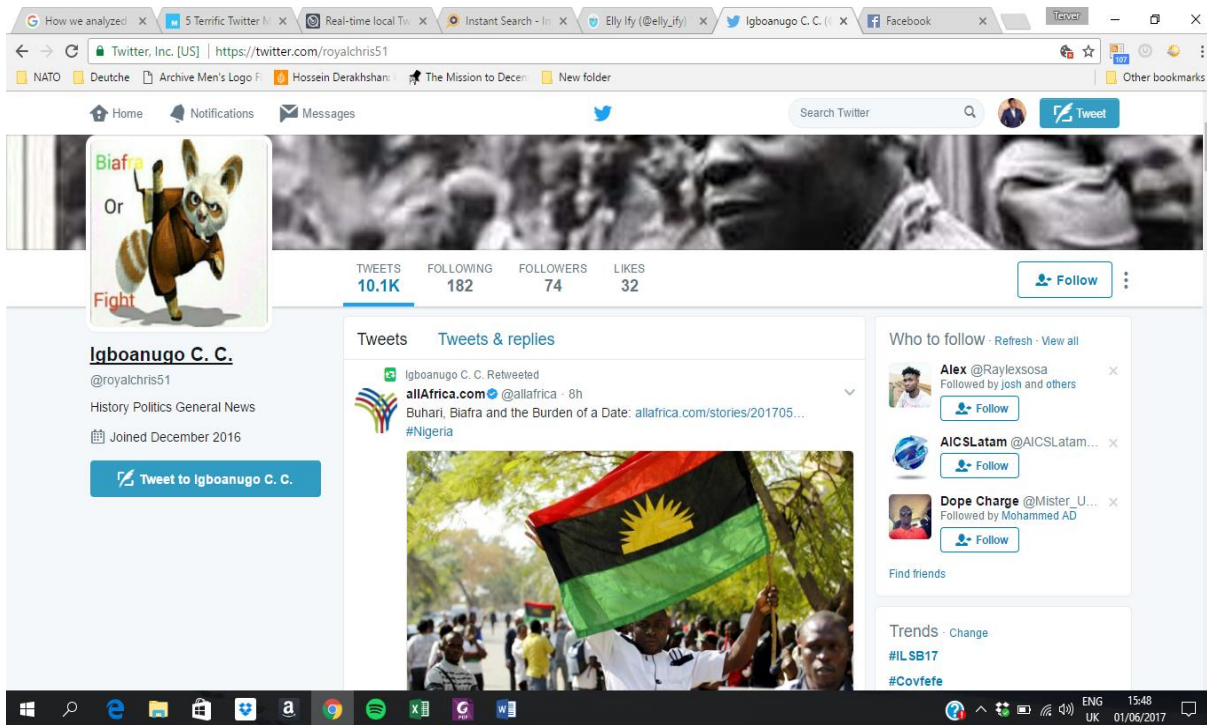 How we analyzed
5 Terrific Twitter M
Real-time local Tw
Instant Search - In
Elly Ify (@elly_ify)
Igboanugo C. C. (
Facebook
Terver
Twitter, Inc. [US] | https://twitter.com/royalchris51
107
NATO
Deutche
Archive Men's Logo F
Hossein Derakhshan:
The Mission to Decen
New folder
Other bookmarks
Home
Notifications
Messages
Search Twitter
Tweet
Biafra
Or
Fight
TWEETS FOLLOWING FOLLOWERS LIKES
10.1K 182 74 32
Follow
Igboanugo C. C.
@royalchris51
History Politics General News
Joined December 2016
Tweet to Igboanugo C. C.
Tweets Tweets & replies
Igboanugo C. C. Retweeted
allAfrica.com @allafrica · 8h
Buhari, Biafra and the Burden of a Date: allafrica.com/stories/201705...
#Nigeria
Who to follow · Refresh · View all
Alex @Raylexsosa
Followed by josh and others
Follow
AICSLatam @AICSLatam...
Follow
Dope Charge @Mister_U...
Followed by Mohammed AD
Follow
Find friends
Trends · Change
#ILSB17
#Covfefe
ENG
UK
15:48
01/06/2017